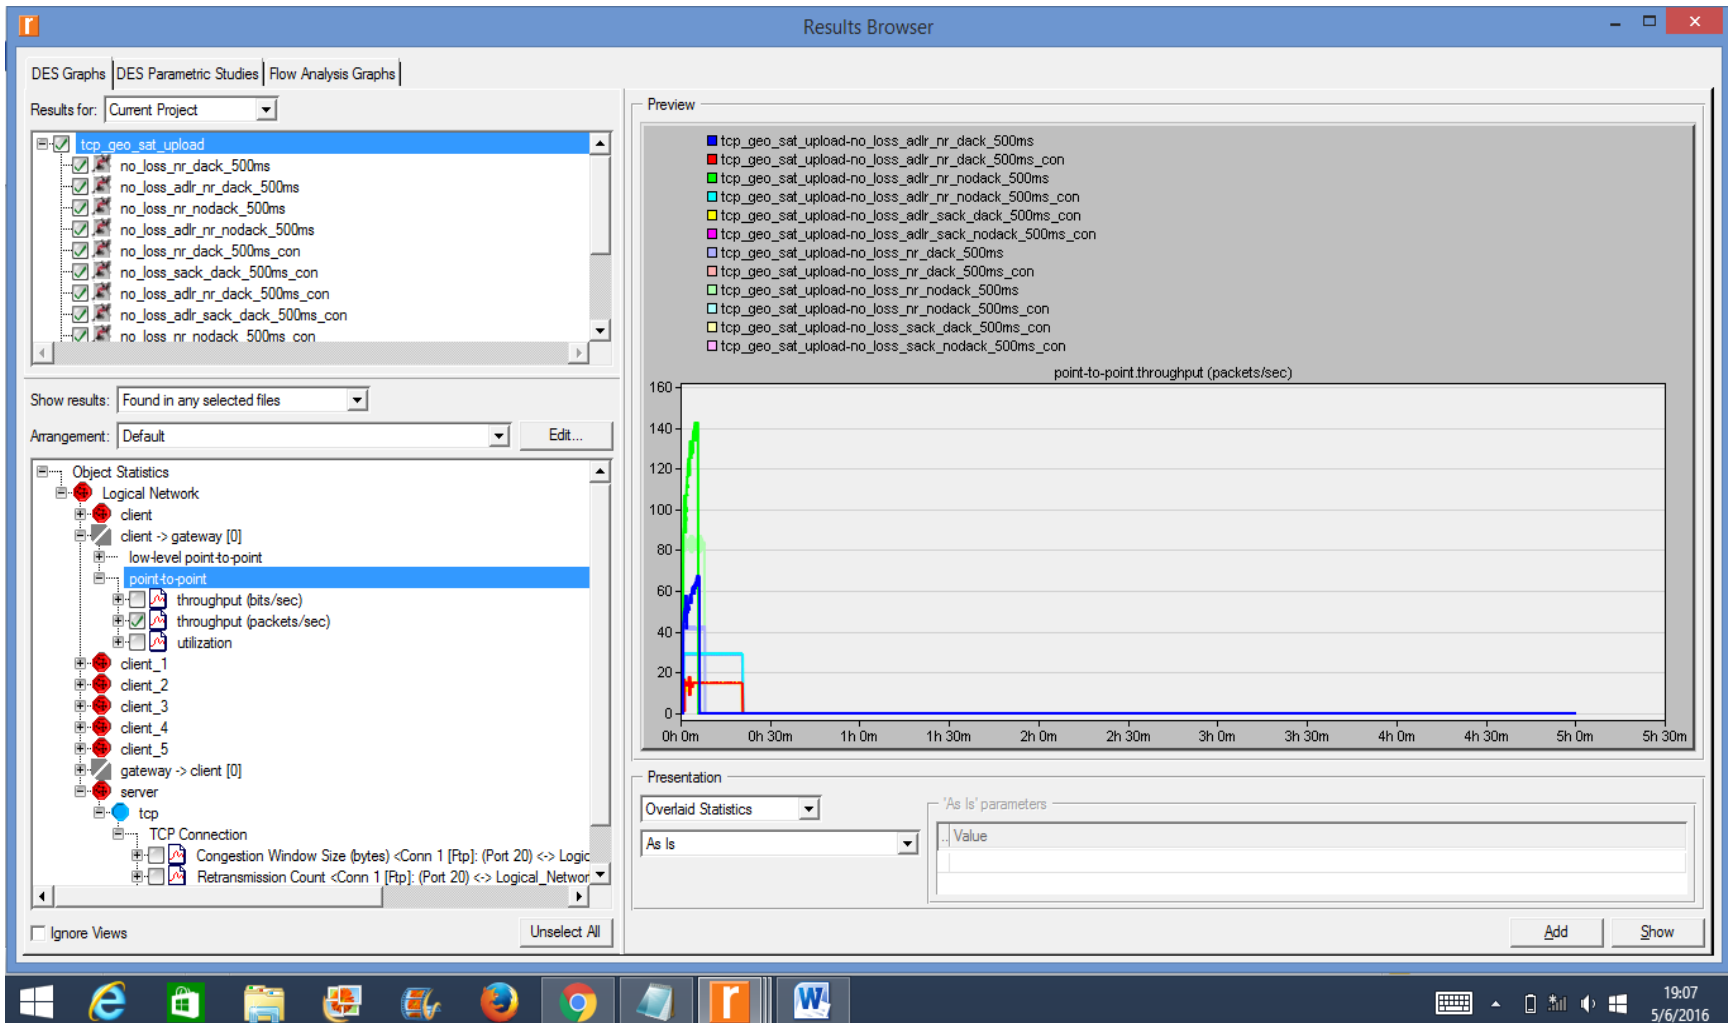 Results Browser
DES Graphs DES Parametric Studies Flow Analysis Graphs
Results for: Current Project
tcp_geo_sat_upload
no_loss_nr_dack_500ms
no_loss_adlr_nr_dack_500ms
no_loss_nr_nodack_500ms
no_loss_adlr_nr_nodack_500ms
no_loss_nr_dack_500ms_con
no_loss_sack_dack_500ms_con
no_loss_adlr_nr_dack_500ms_con
no_loss_adlr_sack_dack_500ms_con
no_loss_nr_nodack_500ms_con
Show results: Found in any selected files
Arrangement: Default Edit...
Object Statistics
Logical Network
client
client -> gateway [0]
low-level point-to-point
point-to-point
throughput (bits/sec)
throughput (packets/sec)
utilization
client_1
client_2
client_3
client_4
client_5
gateway -> client [0]
server
tcp
TCP Connection
Congestion Window Size (bytes) <Conn 1 [Ftp]: (Port 20) <-> Logic
Retransmission Count <Conn 1 [Ftp]: (Port 20) <-> Logical_Networ
Ignore Views Unselect All
Preview
tcp_geo_sat_upload-no_loss_adlr_nr_dack_500ms
tcp_geo_sat_upload-no_loss_adlr_nr_dack_500ms_con
tcp_geo_sat_upload-no_loss_adlr_nr_nodack_500ms
tcp_geo_sat_upload-no_loss_adlr_nr_nodack_500ms_con
tcp_geo_sat_upload-no_loss_adlr_sack_dack_500ms_con
tcp_geo_sat_upload-no_loss_adlr_sack_nodack_500ms_con
tcp_geo_sat_upload-no_loss_nr_dack_500ms
tcp_geo_sat_upload-no_loss_nr_dack_500ms_con
tcp_geo_sat_upload-no_loss_nr_nodack_500ms
tcp_geo_sat_upload-no_loss_nr_nodack_500ms_con
tcp_geo_sat_upload-no_loss_sack_dack_500ms_con
tcp_geo_sat_upload-no_loss_sack_nodack_500ms_con
point-to-point.throughput (packets/sec)
160
140
120
100
80
60
40
20
0
0h 0m 0h 30m 1h 0m 1h 30m 2h 0m 2h 30m 3h 0m 3h 30m 4h 0m 4h 30m 5h 0m 5h 30m
Presentation
Overlaid Statistics
As Is
'As Is' parameters
.. Value
Add Show
19:07
5/6/2016